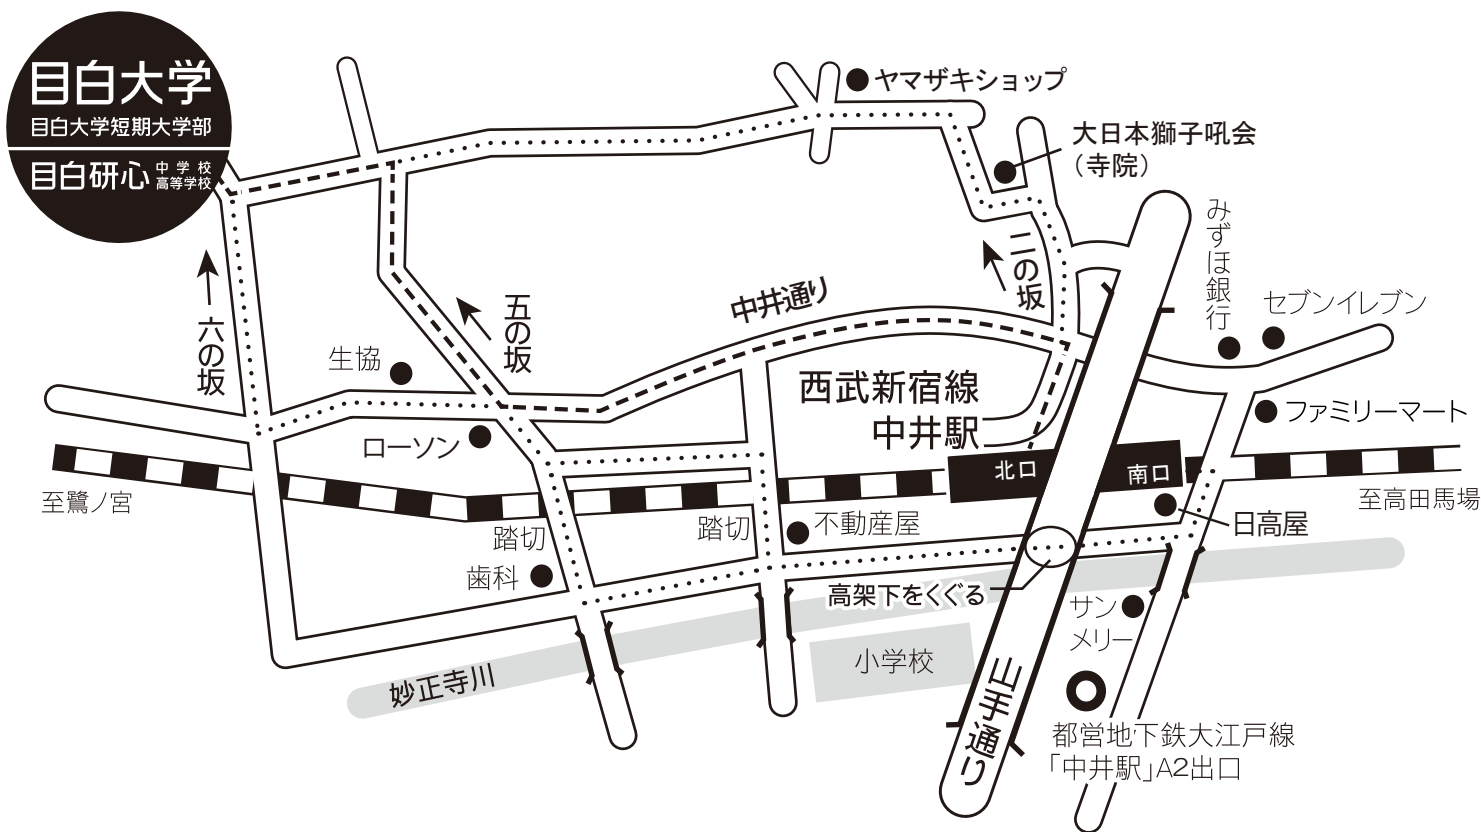 目白大学
目白大学短期大学部
目白研心 中学校
高等学校
ヤマザキショップ
大日本獅子吼会
(寺院)
みずほ銀行
セブンイレブン
二の坂
中井通り
五の坂
六の坂
生協
西武新宿線
中井駅
ファミリーマート
ローソン
北口
南口
至鷺ノ宮
至高田馬場
踏切
踏切
不動産屋
日高屋
歯科
高架下をくぐる
サン
メリー
小学校
妙正寺川
山手通り
都営地下鉄大江戸線
「中井駅」A2出口